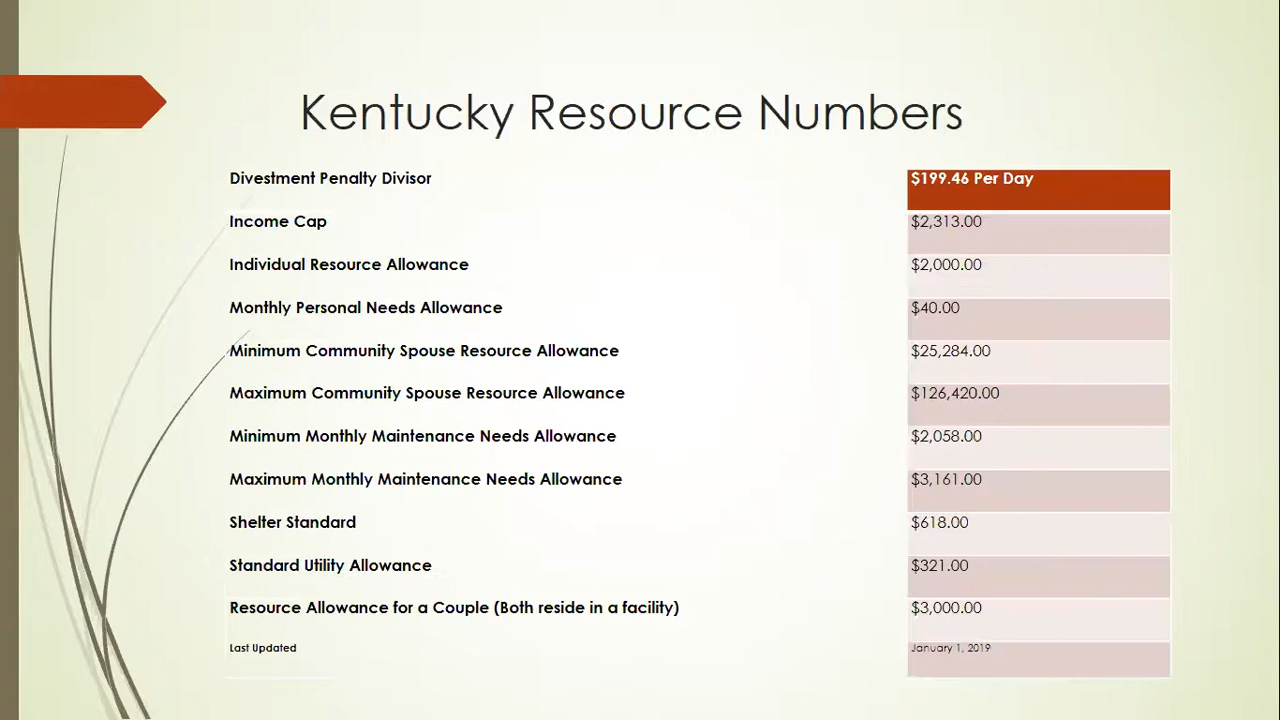 Kentucky Resource Numbers
Divestment Penalty Divisor $199.46 Per Day
Income Cap $2,313.00
Individual Resource Allowance $2,000.00
Monthly Personal Needs Allowance $40.00
Minimum Community Spouse Resource Allowance $25,284.00
Maximum Community Spouse Resource Allowance $126,420.00
Minimum Monthly Maintenance Needs Allowance $2,058.00
Maximum Monthly Maintenance Needs Allowance $3,161.00
Shelter Standard $618.00
Standard Utility Allowance $321.00
Resource Allowance for a Couple (Both reside in a facility) $3,000.00
Last Updated January 1, 2019